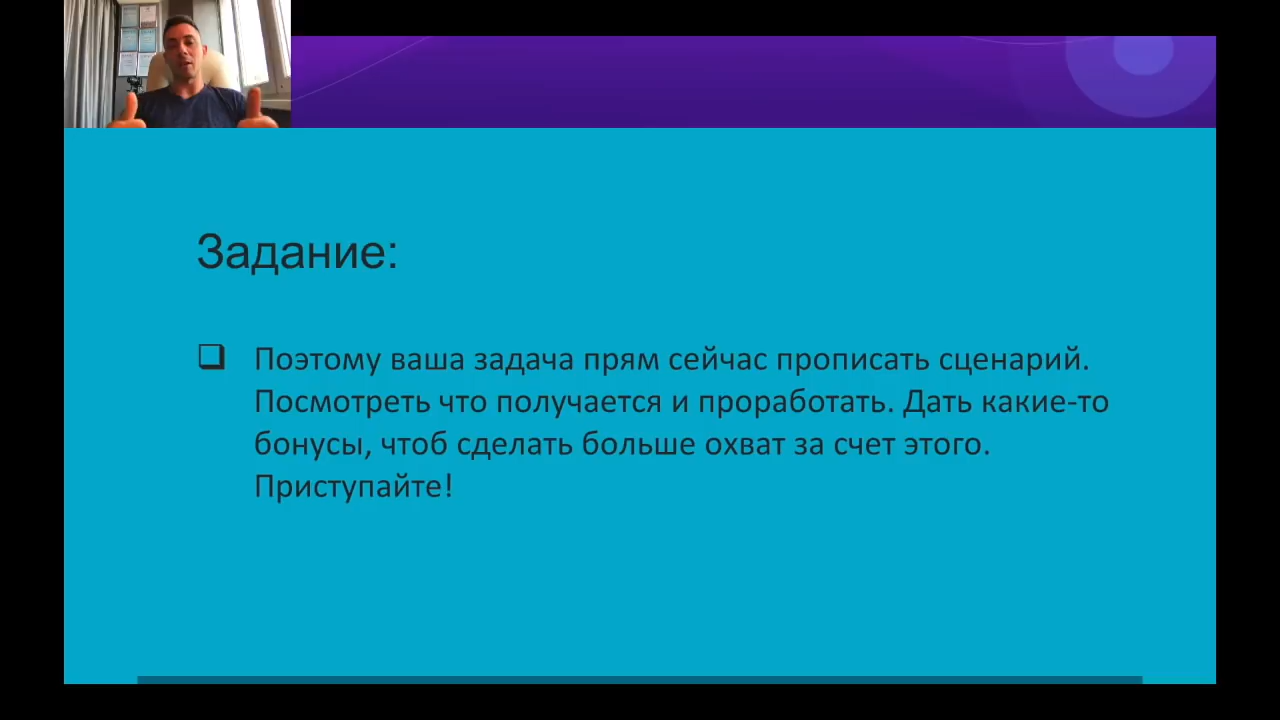 Задание:
Поэтому ваша задача прям сейчас прописать сценарий.
Посмотреть что получается и проработать. Дать какие-то
бонусы, чтоб сделать больше охват за счет этого.
Приступайте!